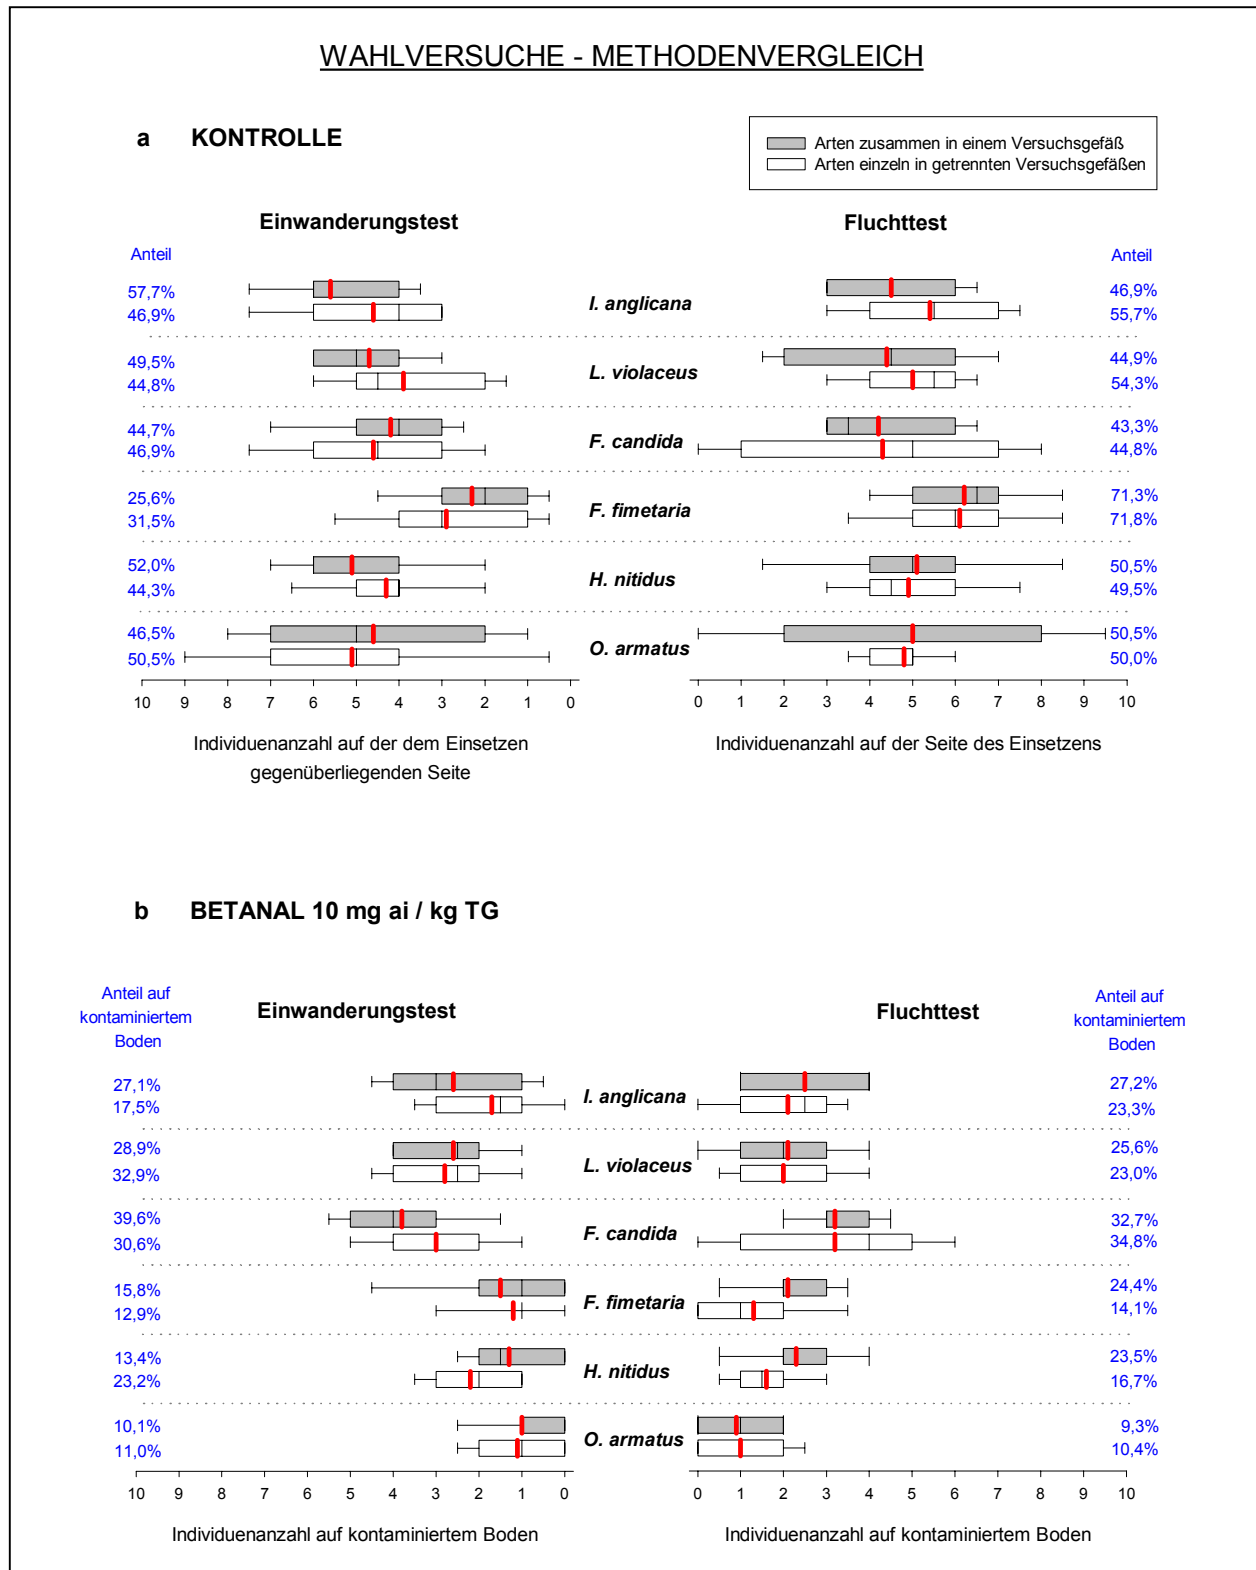 WAHLVERSUCHE - METHODENVERGLEICH
a KONTROLLE
Arten zusammen in einem Versuchsgefäß
Arten einzeln in getrennten Versuchsgefäßen
Einwanderungstest
Fluchttest
Anteil
Anteil
57,7%
46,9%
I. anglicana
46,9%
55,7%
49,5%
44,8%
L. violaceus
44,9%
54,3%
44,7%
46,9%
F. candida
43,3%
44,8%
25,6%
31,5%
F. fimetaria
71,3%
71,8%
52,0%
44,3%
H. nitidus
50,5%
49,5%
46,5%
50,5%
O. armatus
50,5%
50,0%
10 9 8 7 6 5 4 3 2 1 0
0 1 2 3 4 5 6 7 8 9 10
Individuenanzahl auf der dem Einsetzen
gegenüberliegenden Seite
Individuenanzahl auf der Seite des Einsetzens
b BETANAL 10 mg ai / kg TG
Anteil auf
kontaminiertem
Boden
Einwanderungstest
Fluchttest
Anteil auf
kontaminiertem
Boden
27,1%
17,5%
I. anglicana
27,2%
23,3%
28,9%
32,9%
L. violaceus
25,6%
23,0%
39,6%
30,6%
F. candida
32,7%
34,8%
15,8%
12,9%
F. fimetaria
24,4%
14,1%
13,4%
23,2%
H. nitidus
23,5%
16,7%
10,1%
11,0%
O. armatus
9,3%
10,4%
10 9 9 7 6 5 4 3 2 1 0
0 1 2 3 4 5 6 7 8 9 10
Individuenanzahl auf kontaminiertem Boden
Individuenanzahl auf kontaminiertem Boden